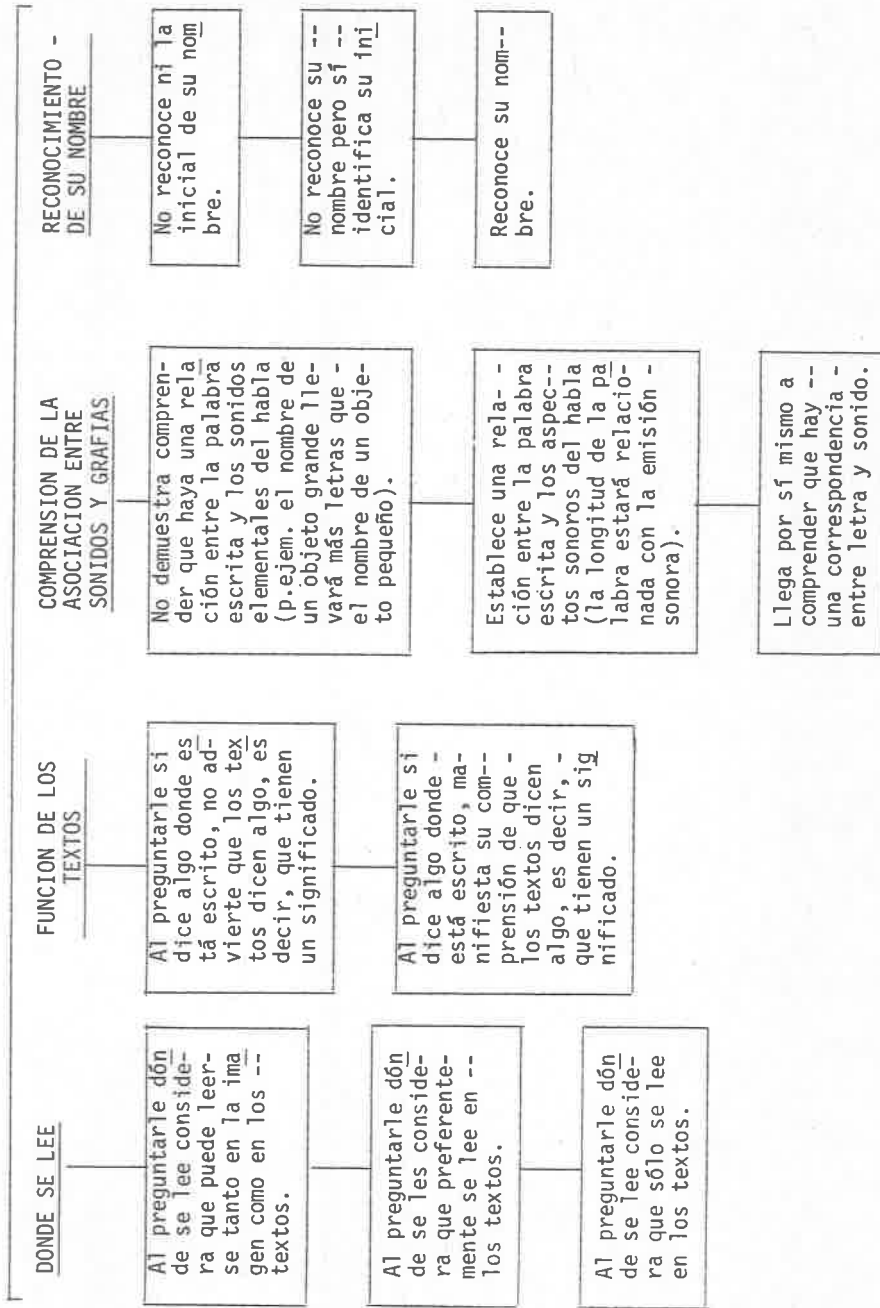 DONDE SE LEE
Al preguntarle dón
de se lee conside-
ra que puede leer-
se tanto en la ima
gen como en los --
textos.
Al preguntarle dón
de se les conside-
ra que preferente-
mente se lee en --
los textos.
Al preguntarle dón
de se lee conside-
ra que sólo se lee
en los textos.
FUNCION DE LOS
TEXTOS
Al preguntarle si
dice algo donde es
tá escrito, no ad-
vierte que los tex
tos dicen algo, es
decir, que tienen
un significado.
Al preguntarle si
dice algo donde -
está escrito, ma-
nifiesta su com--
prensión de que -
los textos dicen
algo, es decir, -
que tienen un sig
nificado.
COMPRENSION DE LA
ASOCIACION ENTRE
SONIDOS Y GRAFIAS
No demuestra compren-
der que haya una rela
ción entre la palabra
escrita y los sonidos
elementales del habla
(p.ejem. el nombre de
un objeto grande lle-
vará más letras que -
el nombre de un obje-
to pequeño).
Establece una rela- -
ción entre la palabra
escrita y los aspec--
tos sonoros del habla
(la longitud de la pa
labra estará relacio-
nada con la emisión -
sonora).
Llega por sí mismo a
comprender que hay --
una correspondencia -
entre letra y sonido.
RECONOCIMIENTO -
DE SU NOMBRE
No reconoce ni la
inicial de su nom
bre.
No reconoce su --
nombre pero sí --
identifica su ini
cial.
Reconoce su nom--
bre.